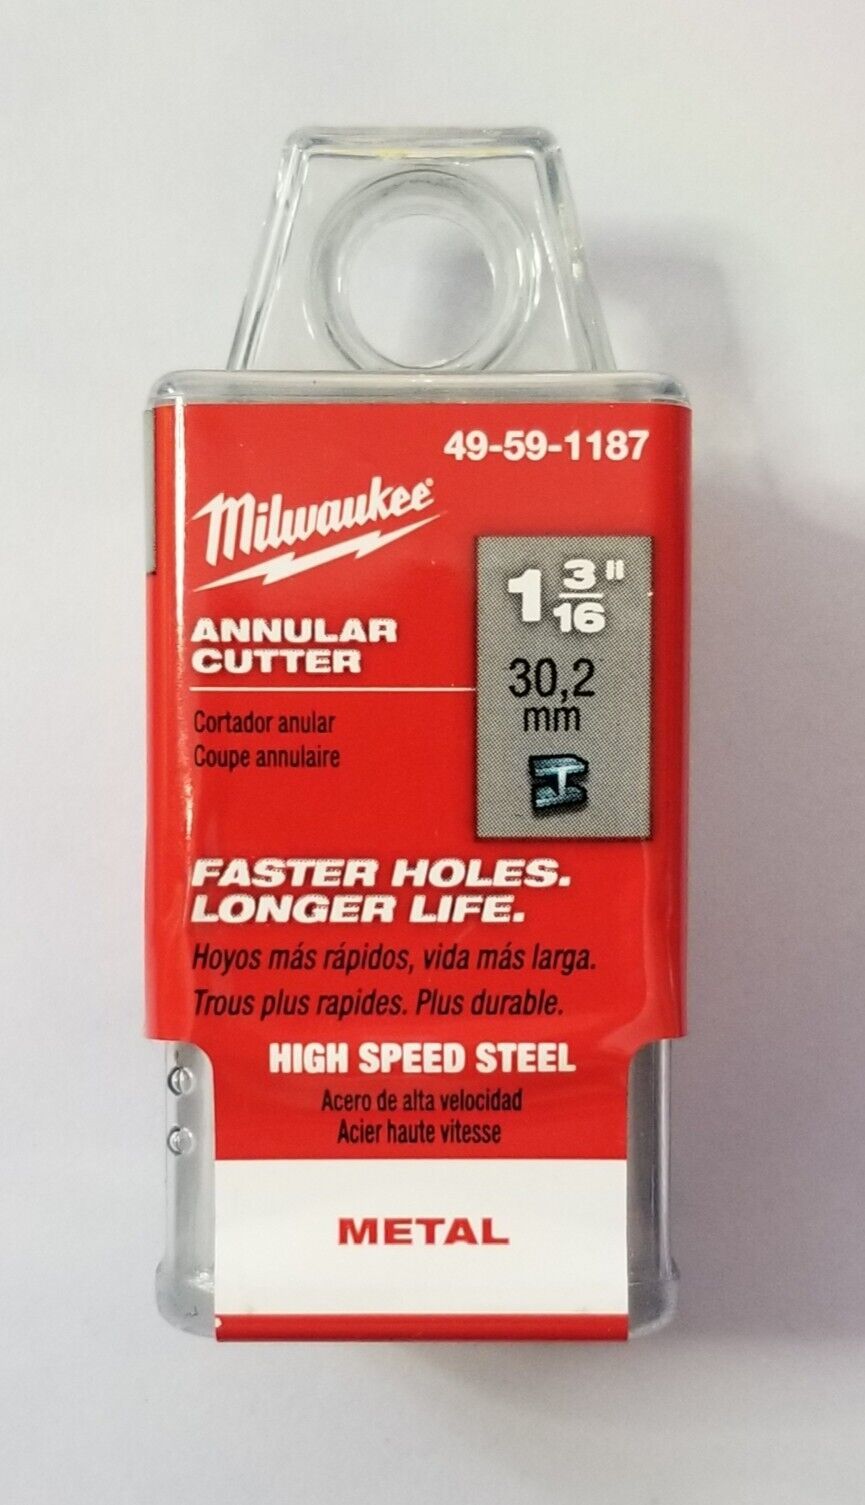 49-59-1187
Milwaukee®
1 3/16"
30,2
mm
ANNULAR
CUTTER
Cortador anular
Coupe annulaire
FASTER HOLES.
LONGER LIFE.
Hoyos más rápidos, vida más larga.
Trous plus rapides. Plus durable.
HIGH SPEED STEEL
Acero de alta velocidad
Acier haute vitesse
METAL